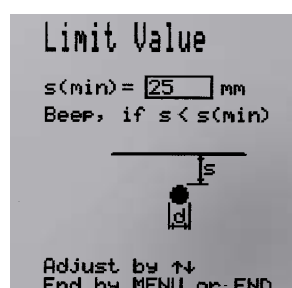 Limit Value
s(min)= 25 mm
Beep, if s < s(min)
s
d
Adjust by ↑↓
End by MENU or END